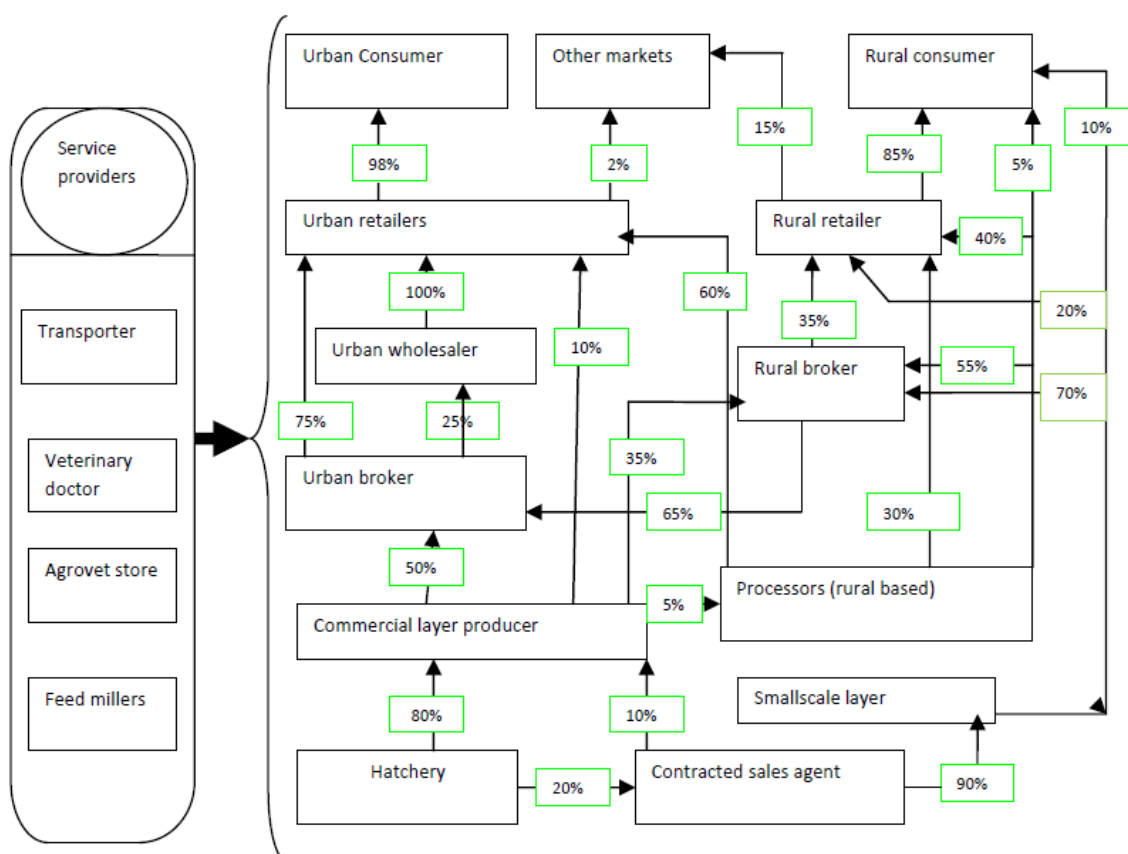 Urban Consumer
Other markets
Rural consumer
15%
10%
Service
providers
98%
2%
85%
5%
Urban retailers
Rural retailer
40%
100%
60%
20%
35%
Urban wholesaler
10%
Rural broker
55%
Transporter
70%
75%
25%
35%
Veterinary
doctor
Urban broker
65%
30%
50%
Agrovet store
Processors (rural based)
5%
Commercial layer producer
Feed millers
80%
10%
Smallscale layer
Hatchery
Contracted sales agent
20%
90%